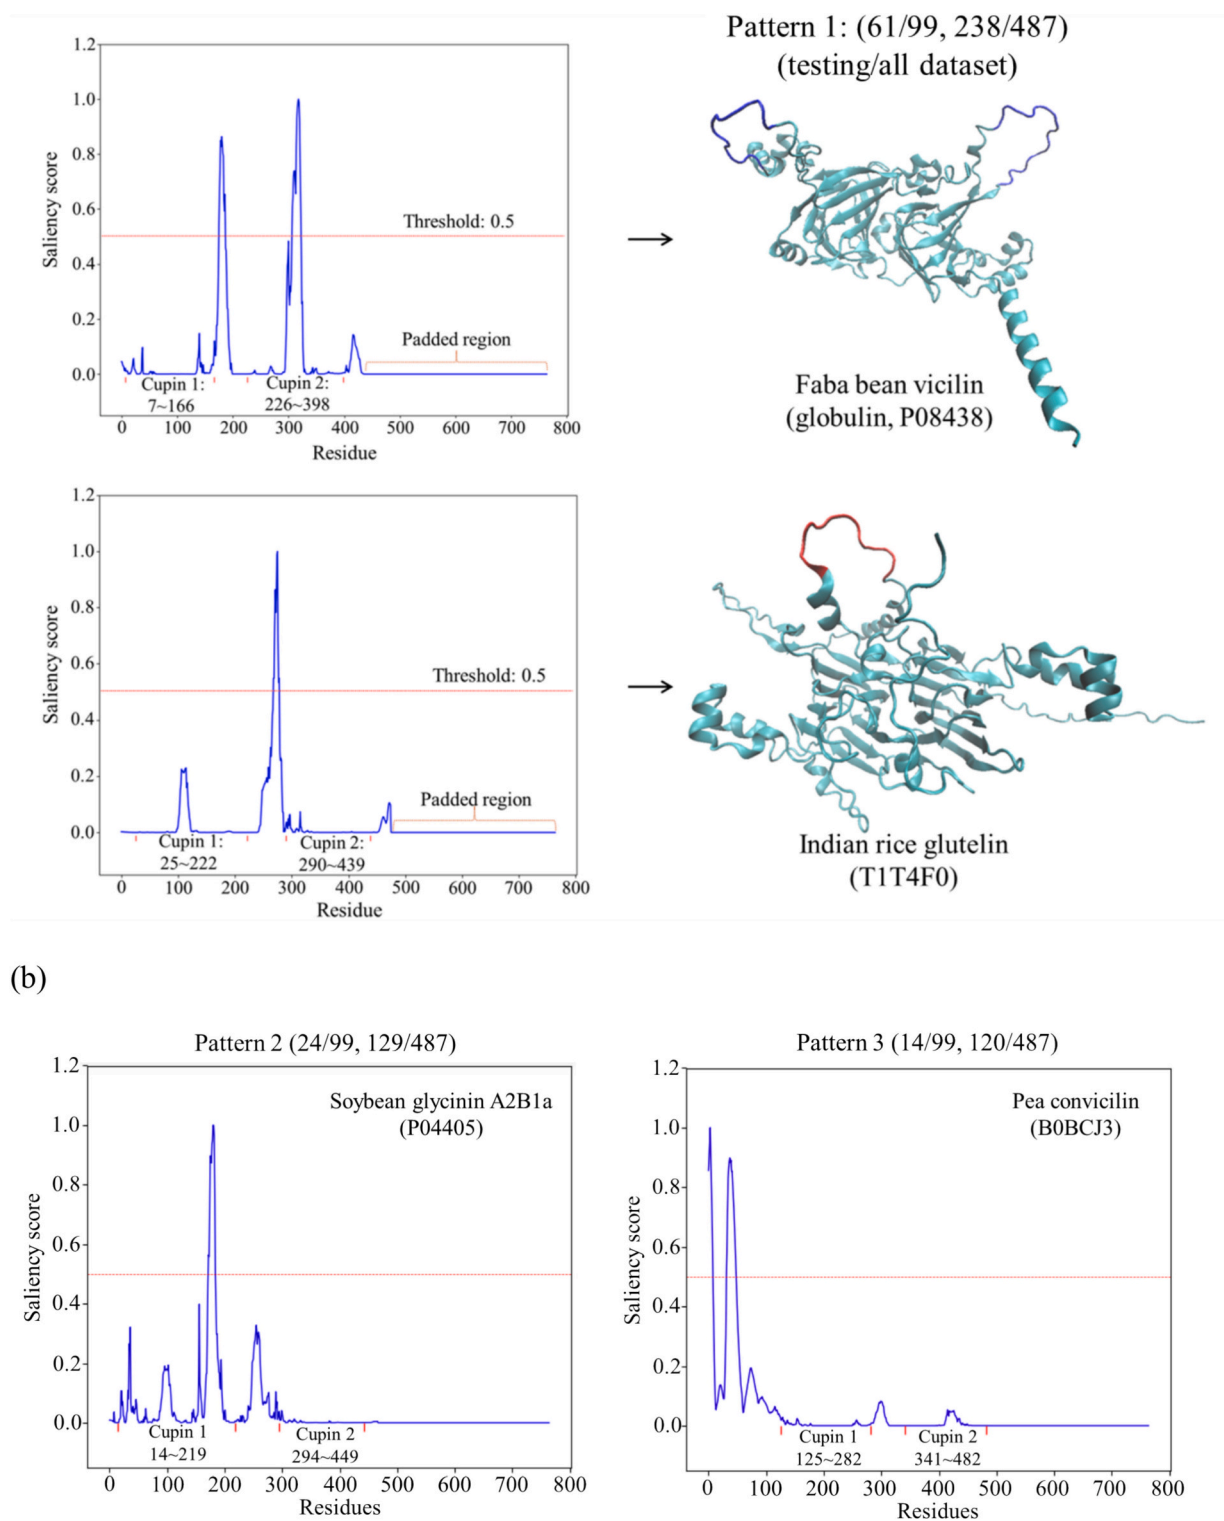 Pattern 1: (61/99, 238/487)
(testing/all dataset)
1.2
1.0
0.8
0.6
0.4
0.2
0.0
Saliency score
Threshold: 0.5
Padded region
Cupin 1:
7~166
Cupin 2:
226~398
0 100 200 300 400 500 600 700 800
Residue
Faba bean vicilin
(globulin, P08438)
1.2
1.0
0.8
0.6
0.4
0.2
0.0
Saliency score
Threshold: 0.5
Padded region
Cupin 1:
25~222
Cupin 2:
290~439
0 100 200 300 400 500 600 700 800
Residue
Indian rice glutelin
(T1T4F0)
(b)
Pattern 2 (24/99, 129/487)
1.2
1.0
0.8
0.6
0.4
0.2
0.0
Saliency score
Soybean glycinin A2B1a
(P04405)
Cupin 1
14~219
Cupin 2
294~449
0 100 200 300 400 500 600 700 800
Residues
Pattern 3 (14/99, 120/487)
1.2
1.0
0.8
0.6
0.4
0.2
0.0
Saliency score
Pea convicilin
(B0BCJ3)
Cupin 1
125~282
Cupin 2
341~482
0 100 200 300 400 500 600 700 800
Residues